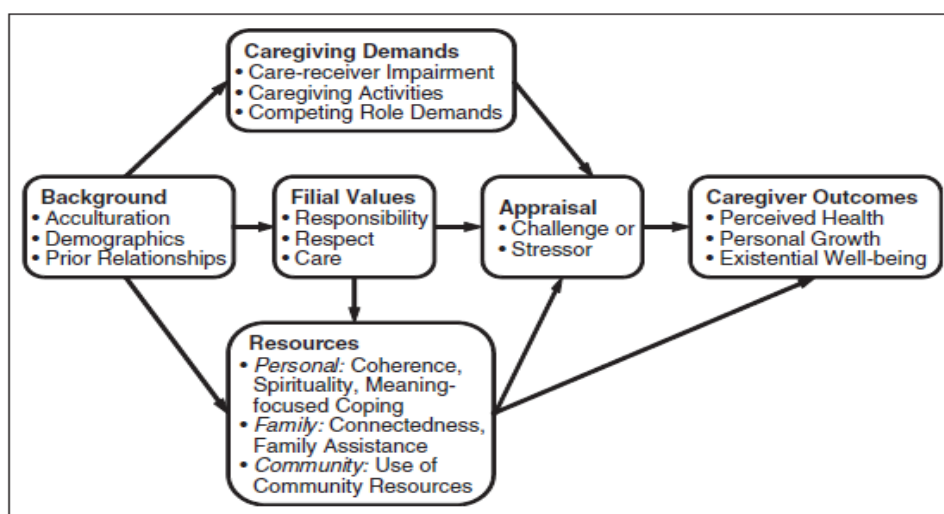 Caregiving Demands
• Care-receiver Impairment
• Caregiving Activities
• Competing Role Demands
Background
• Acculturation
• Demographics
• Prior Relationships
Filial Values
• Responsibility
• Respect
• Care
Appraisal
• Challenge or
• Stressor
Caregiver Outcomes
• Perceived Health
• Personal Growth
• Existential Well-being
Resources
• Personal: Coherence,
Spirituality, Meaning-
focused Coping
• Family: Connectedness,
Family Assistance
• Community: Use of
Community Resources